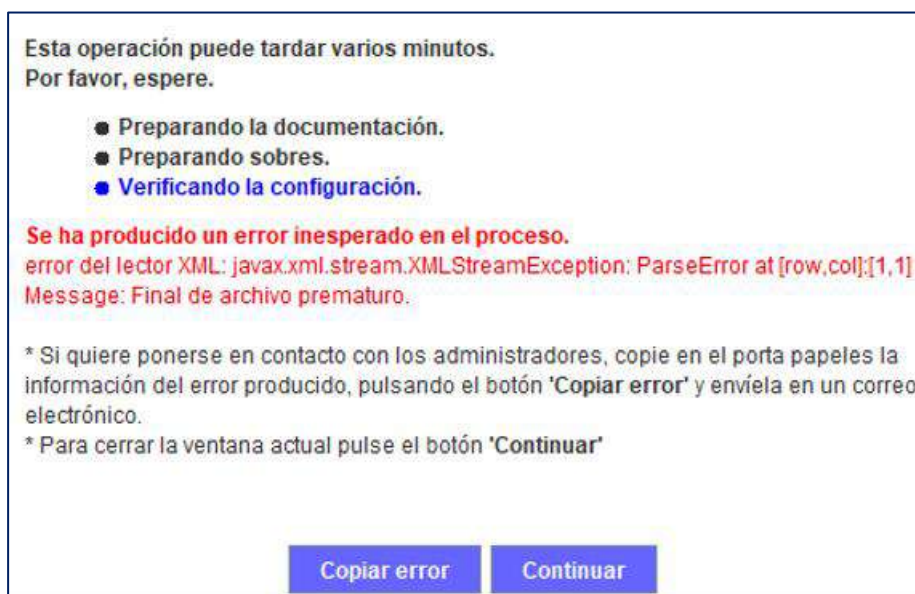 Esta operación puede tardar varios minutos.
Por favor, espere.
● Preparando la documentación.
● Preparando sobres.
● Verificando la configuración.
Se ha producido un error inesperado en el proceso.
error del lector XML: javax.xml.stream.XMLStreamException: ParseError at [row,col]:[1,1]
Message: Final de archivo prematuro.
* Si quiere ponerse en contacto con los administradores, copie en el porta papeles la
información del error producido, pulsando el botón 'Copiar error' y envíela en un correo
electrónico.
* Para cerrar la ventana actual pulse el botón 'Continuar'
Copiar error Continuar